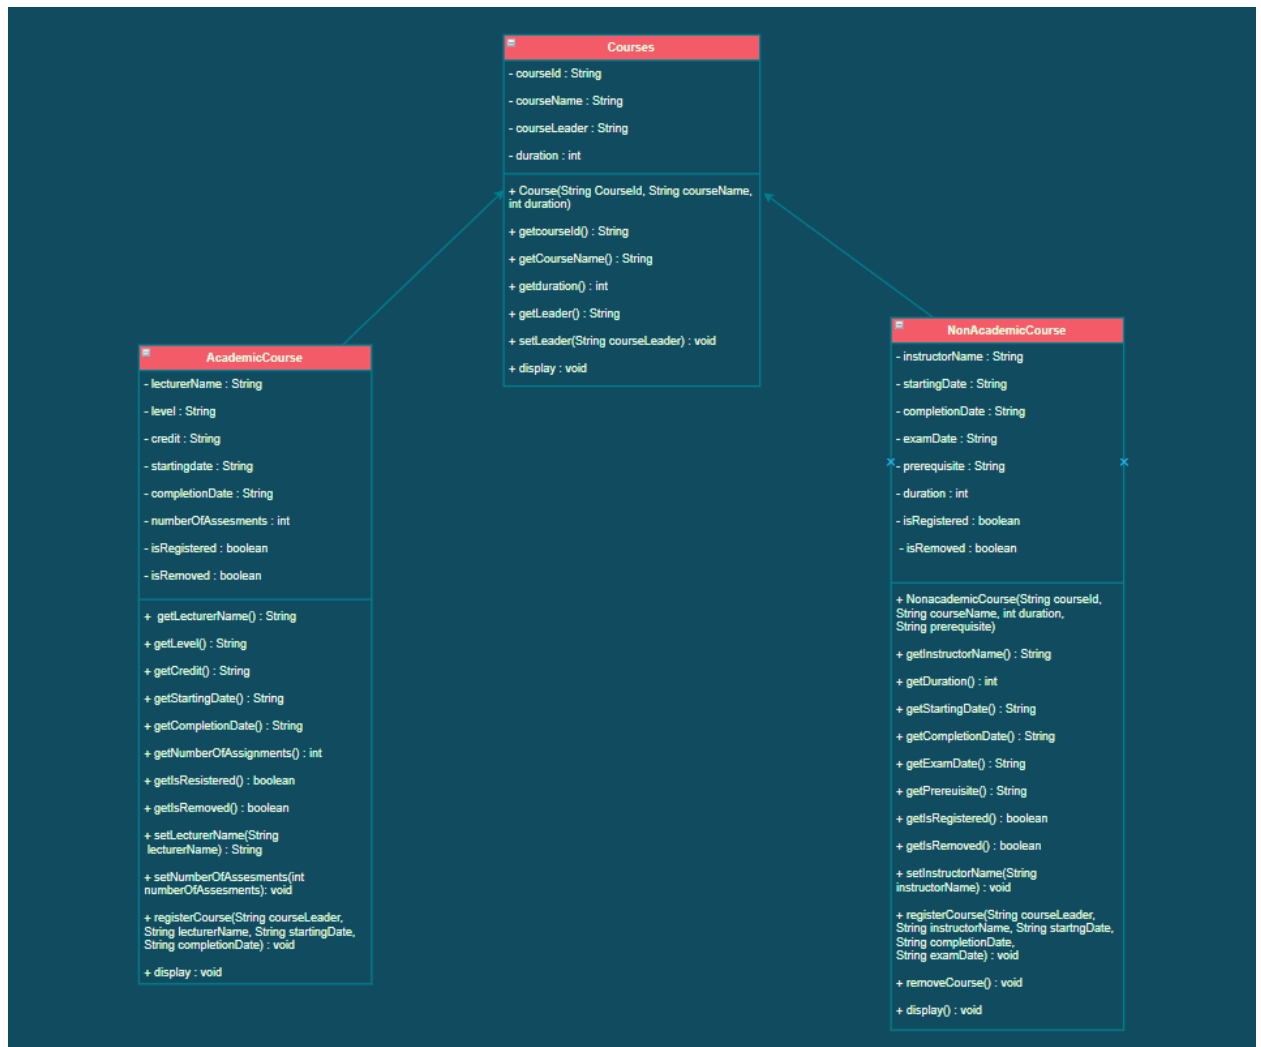 Courses
- courseId : String
- courseName : String
- courseLeader : String
- duration : int
+ Course(String CourseId, String courseName,
int duration)
+ getcourseId() : String
+ getCourseName() : String
+ getduration() : int
+ getLeader() : String
+ setLeader(String courseLeader) : void
+ display : void
AcademicCourse
- lecturerName : String
- level : String
- credit : String
- startingdate : String
- completionDate : String
- numberOfAssesments : int
- isRegistered : boolean
- isRemoved : boolean
+ getLecturerName() : String
+ getLevel() : String
+ getCredit() : String
+ getStartingDate() : String
+ getCompletionDate() : String
+ getNumberOfAssignments() : int
+ getIsResistered() : boolean
+ getIsRemoved() : boolean
+ setLecturerName(String
lecturerName) : String
+ setNumberOfAssesments(int
numberOfAssesments): void
+ registerCourse(String courseLeader,
String lecturerName, String startingDate,
String completionDate) : void
+ display : void
NonAcademicCourse
- instructorName : String
- startingDate : String
- completionDate : String
- examDate : String
- prerequisite : String
- duration : int
- isRegistered : boolean
- isRemoved : boolean
+ NonacademicCourse(String courseId,
String courseName, int duration,
String prerequisite)
+ getInstructorName() : String
+ getDuration() : int
+ getStartingDate() : String
+ getCompletionDate() : String
+ getExamDate() : String
+ getPrereuisite() : String
+ getIsRegistered() : boolean
+ getIsRemoved() : boolean
+ setInstructorName(String
instructorName) : void
+ registerCourse(String courseLeader,
String instructorName, String startngDate,
String completionDate,
String examDate) : void
+ removeCourse() : void
+ display() : void